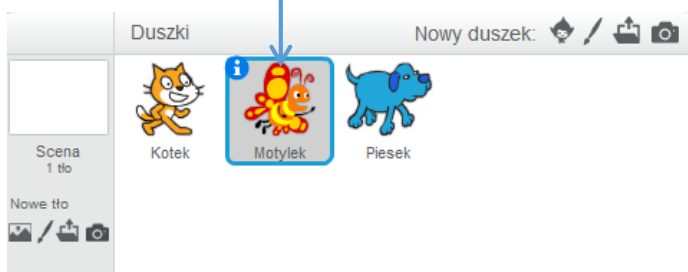 Duszki
Nowy duszek:
Kotek
Motylek
Piesek
Scena
1 tło
Nowe tło